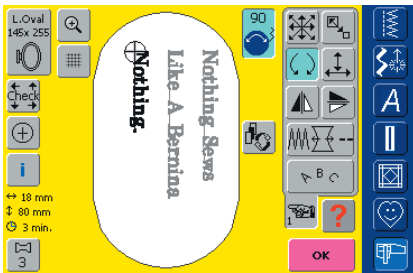 L.Oval
145x 255
90
Check
Nothing Sews
Like A Bernina
Nothing.
i
18 mm
80 mm
3 min.
3
A
A B C
1
?
OK